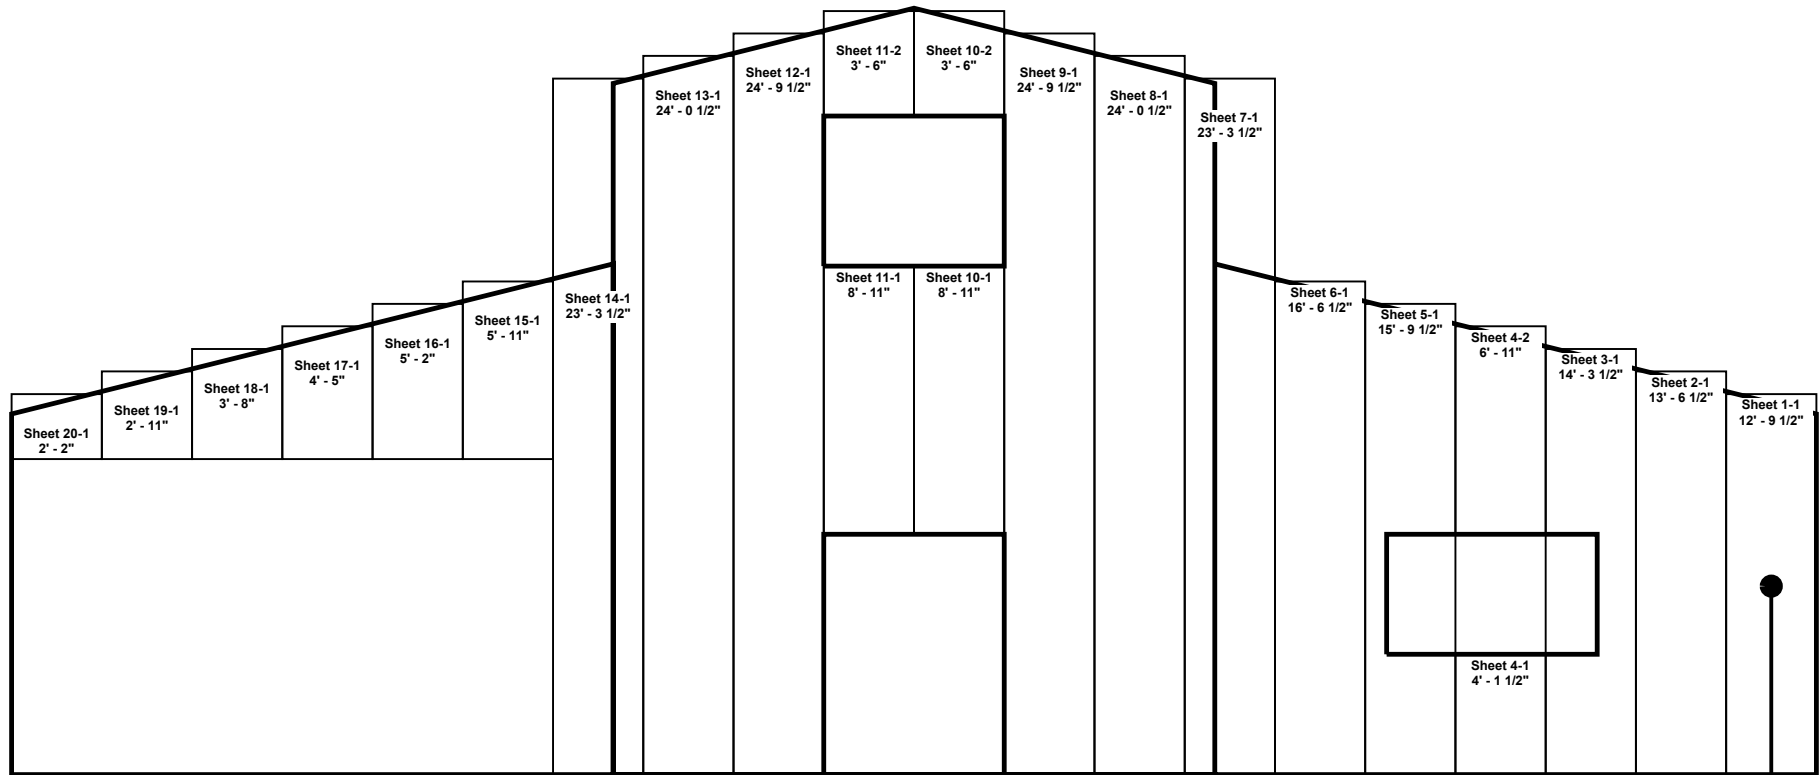 Sheet 11-2
3' - 6"
Sheet 10-2
3' - 6"
Sheet 12-1
24' - 9 1/2"
Sheet 9-1
24' - 9 1/2"
Sheet 13-1
24' - 0 1/2"
Sheet 8-1
24' - 0 1/2"
Sheet 7-1
23' - 3 1/2"
Sheet 11-1
8' - 11"
Sheet 10-1
8' - 11"
Sheet 14-1
23' - 3 1/2"
Sheet 6-1
16' - 6 1/2"
Sheet 15-1
5' - 11"
Sheet 5-1
15' - 9 1/2"
Sheet 16-1
5' - 2"
Sheet 4-2
6' - 11"
Sheet 17-1
4' - 5"
Sheet 3-1
14' - 3 1/2"
Sheet 18-1
3' - 8"
Sheet 2-1
13' - 6 1/2"
Sheet 19-1
2' - 11"
Sheet 1-1
12' - 9 1/2"
Sheet 20-1
2' - 2"
Sheet 4-1
4' - 1 1/2"